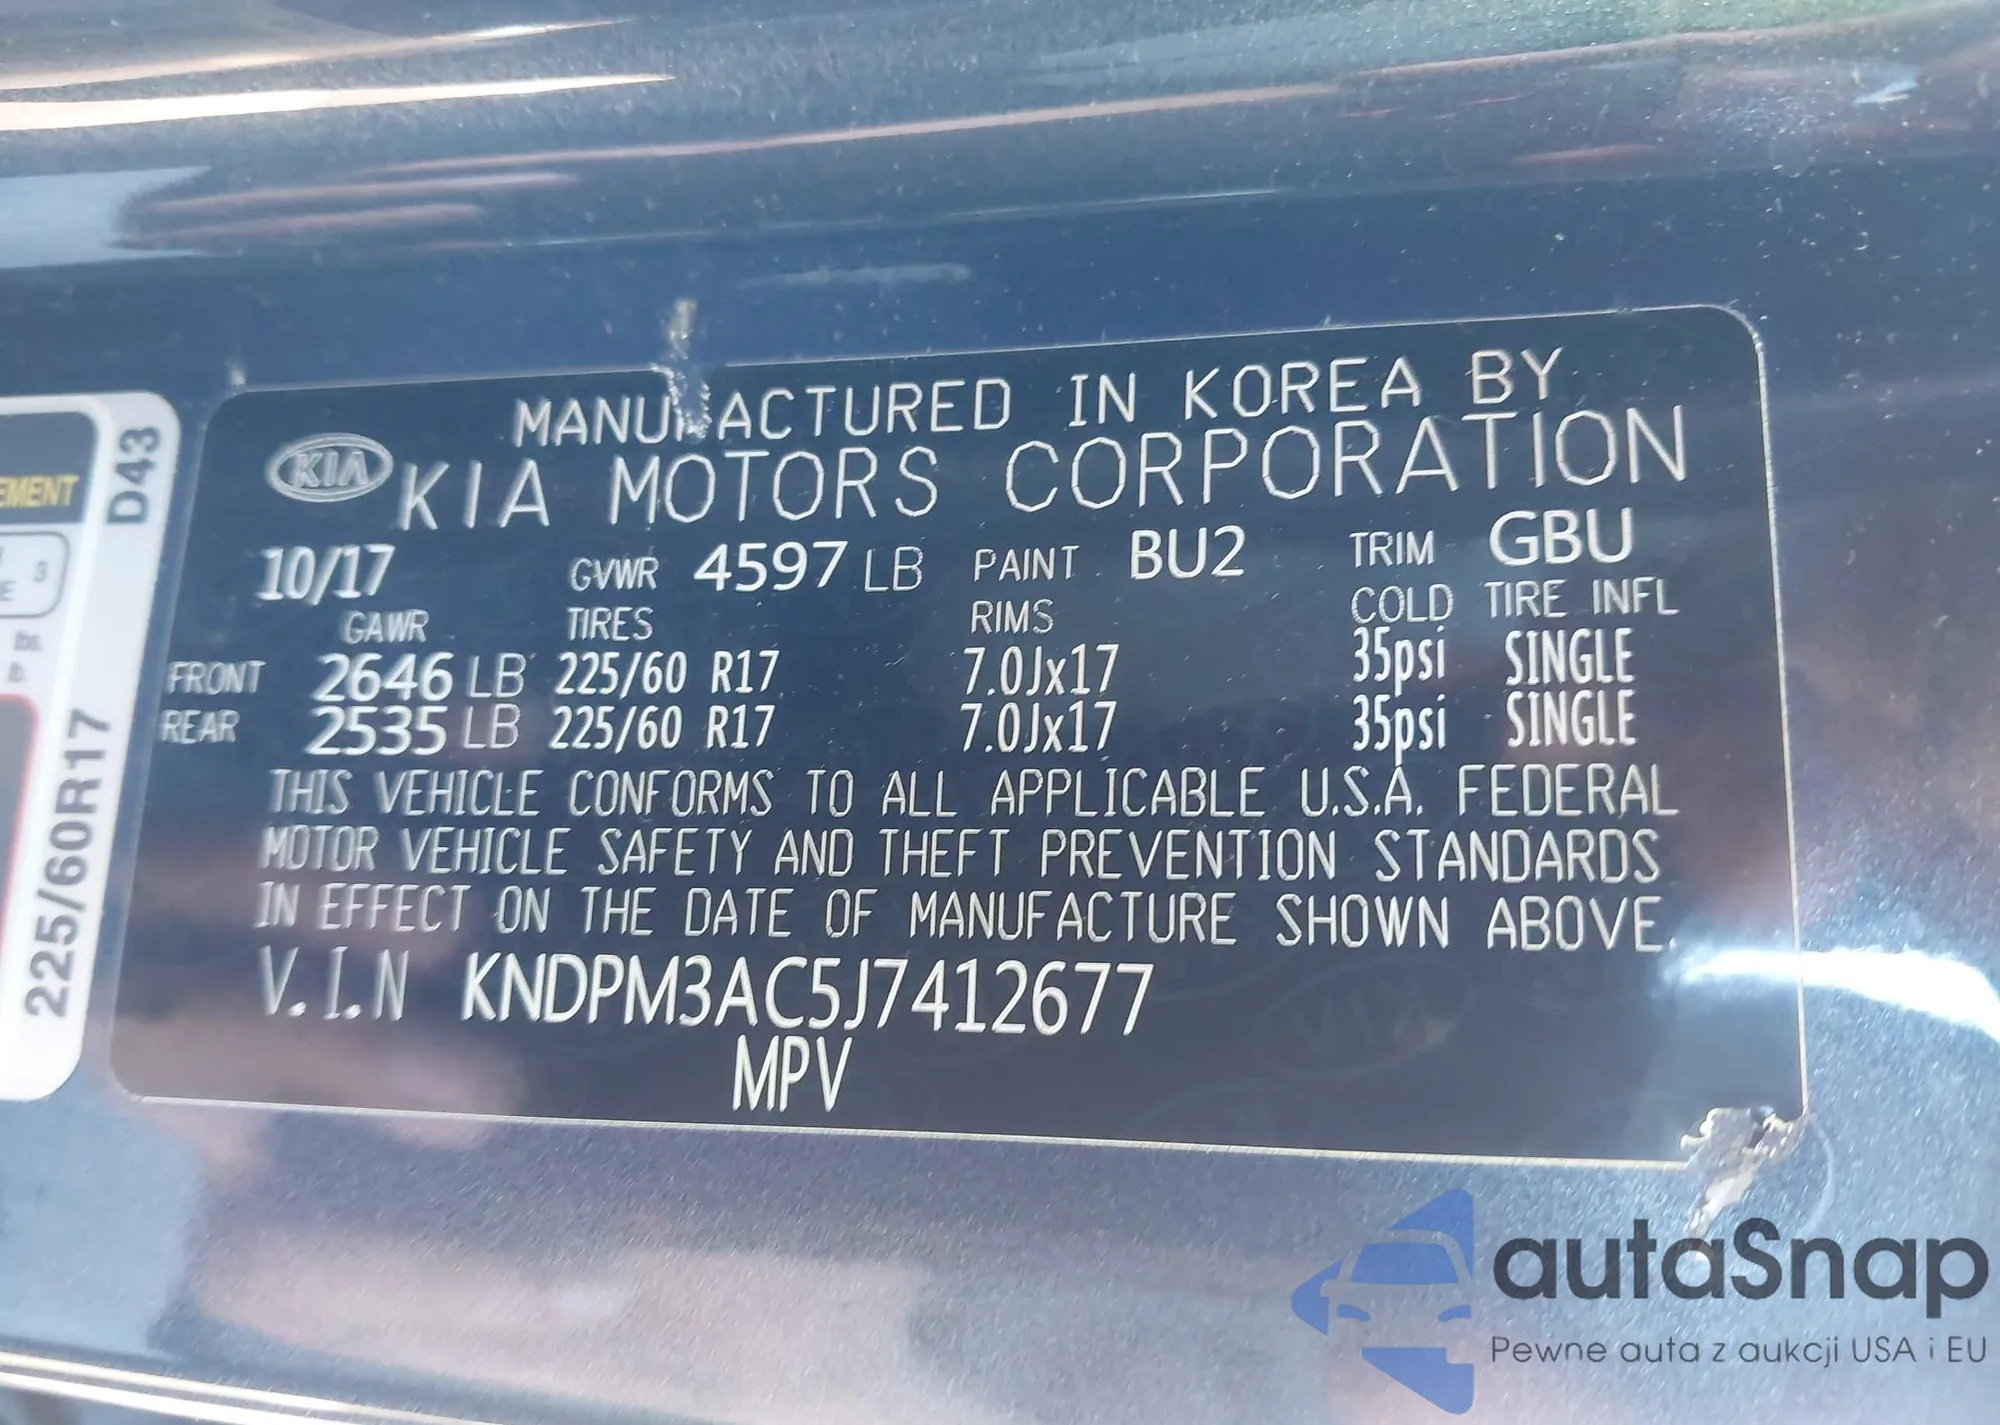 MANUFACTURED IN KOREA BY
KIA KIA MOTORS CORPORATION
10/17 GVWR 4597 LB PAINT BU2 TRIM GBU
GAWR TIRES RIMS COLD TIRE INFL
FRONT 2646 LB 225/60 R17 7.0Jx17 35psi SINGLE
REAR 2535 LB 225/60 R17 7.0Jx17 35psi SINGLE
THIS VEHICLE CONFORMS TO ALL APPLICABLE U.S.A. FEDERAL
MOTOR VEHICLE SAFETY AND THEFT PREVENTION STANDARDS
IN EFFECT ON THE DATE OF MANUFACTURE SHOWN ABOVE.
V.I.N KNDPM3AC5J7412677
MPV
D43
225/60R17
3
lbs.
lb.
autaSnap
Pewne auta z aukcji USA i EU